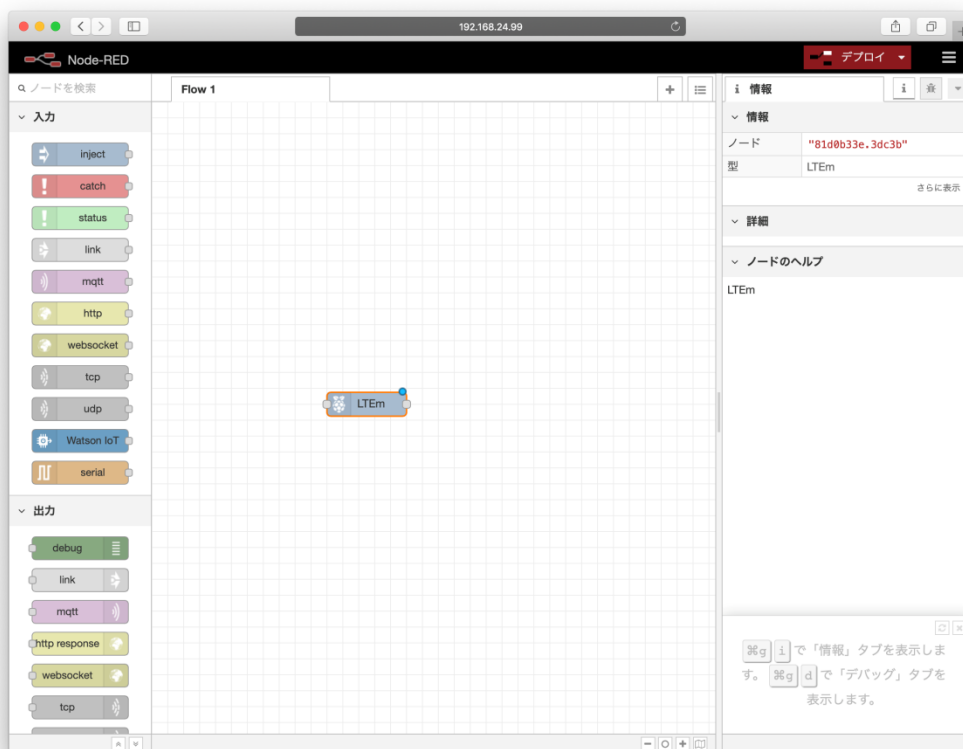 192.168.24.99
Node-RED
デプロイ
ノードを検索
Flow 1
i 情報
i
入力
inject
catch
status
link
mqtt
http
websocket
tcp
udp
Watson IoT
serial
出力
debug
link
mqtt
http response
websocket
tcp
LTEm
情報
ノード "81d0b33e.3dc3b"
型 LTEm
さらに表示
詳細
ノードのヘルプ
LTEm
⌘g i で「情報」タブを表示しま
す。 ⌘g d で「デバッグ」タブを
表示します。